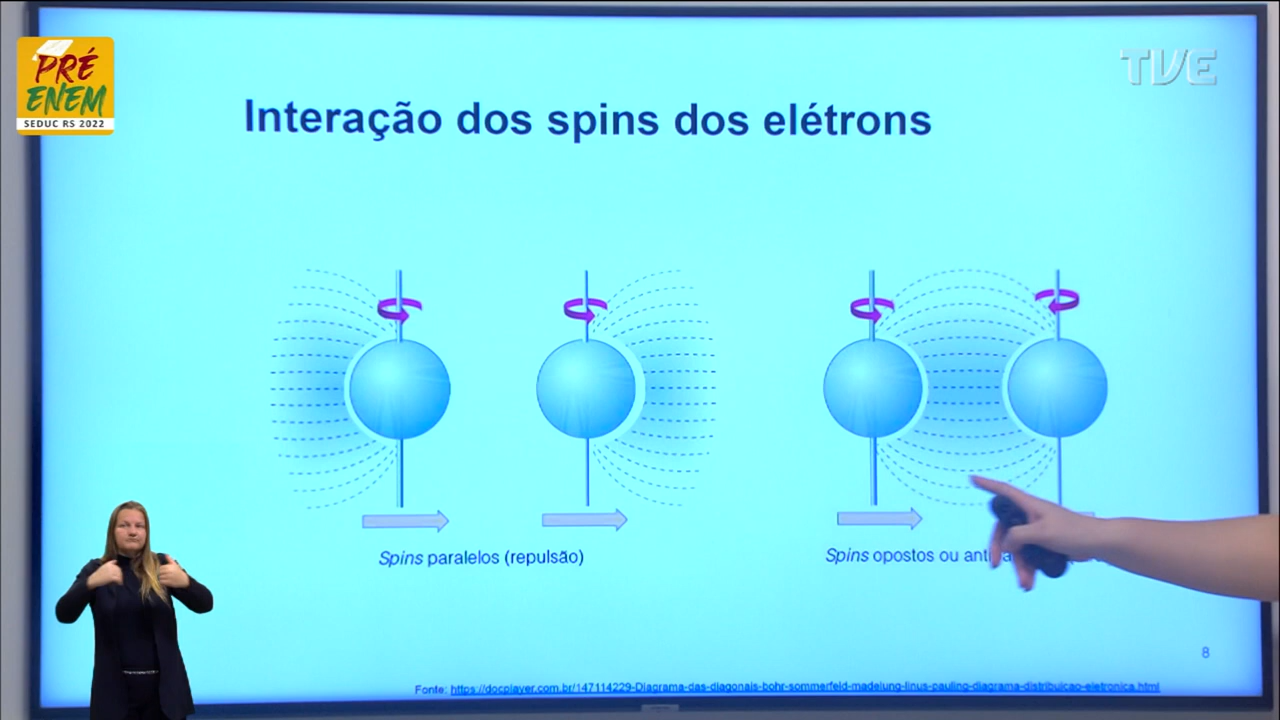 PRÉ
ENEM
SEDUC RS 2022
TVE
Interação dos spins dos elétrons
Spins paralelos (repulsão)
Spins opostos ou
8
Fonte: https://docplayer.com.br/147114229-Diagrama-das-diagonais-bohr-sommerfeld-madelung-linus-pauling-diagrama-distribuicao-eletronica.html